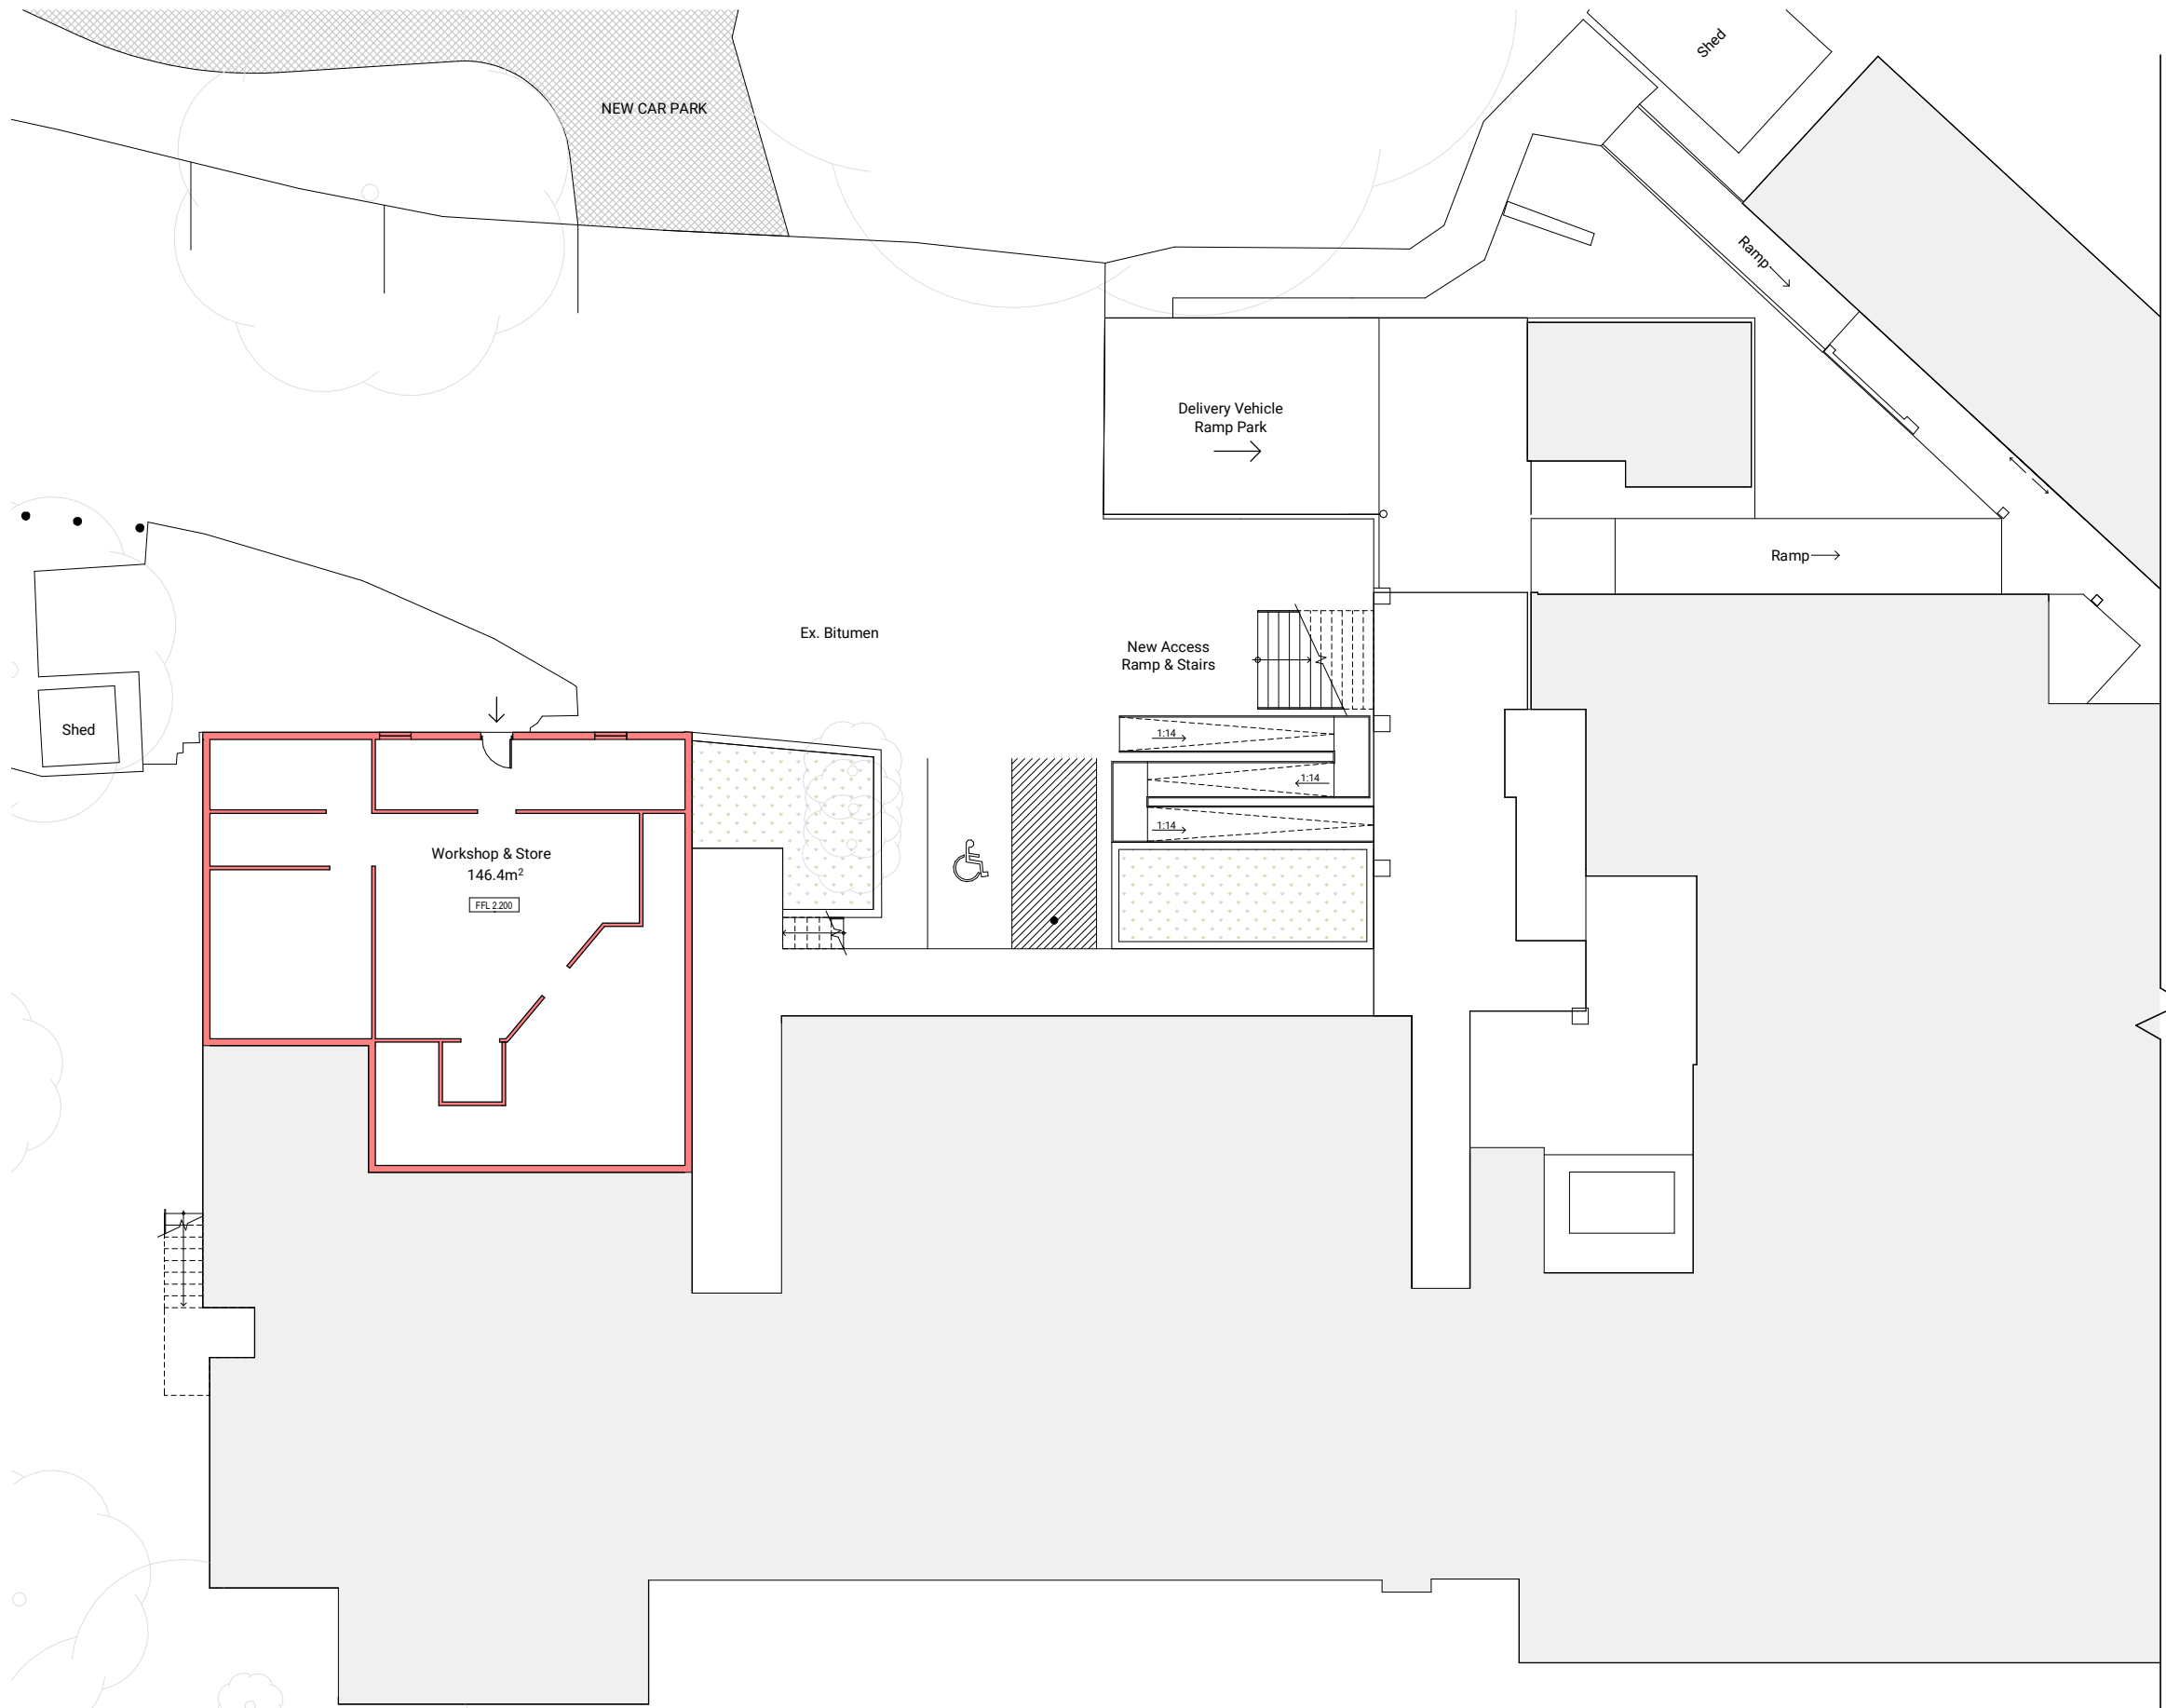 Shed
NEW CAR PARK
Ramp
Delivery Vehicle
Ramp Park
Ramp
Ex. Bitumen
New Access
Ramp & Stairs
Shed
1:14
1:14
1:14
Workshop & Store
146.4m²
FFL 2.200